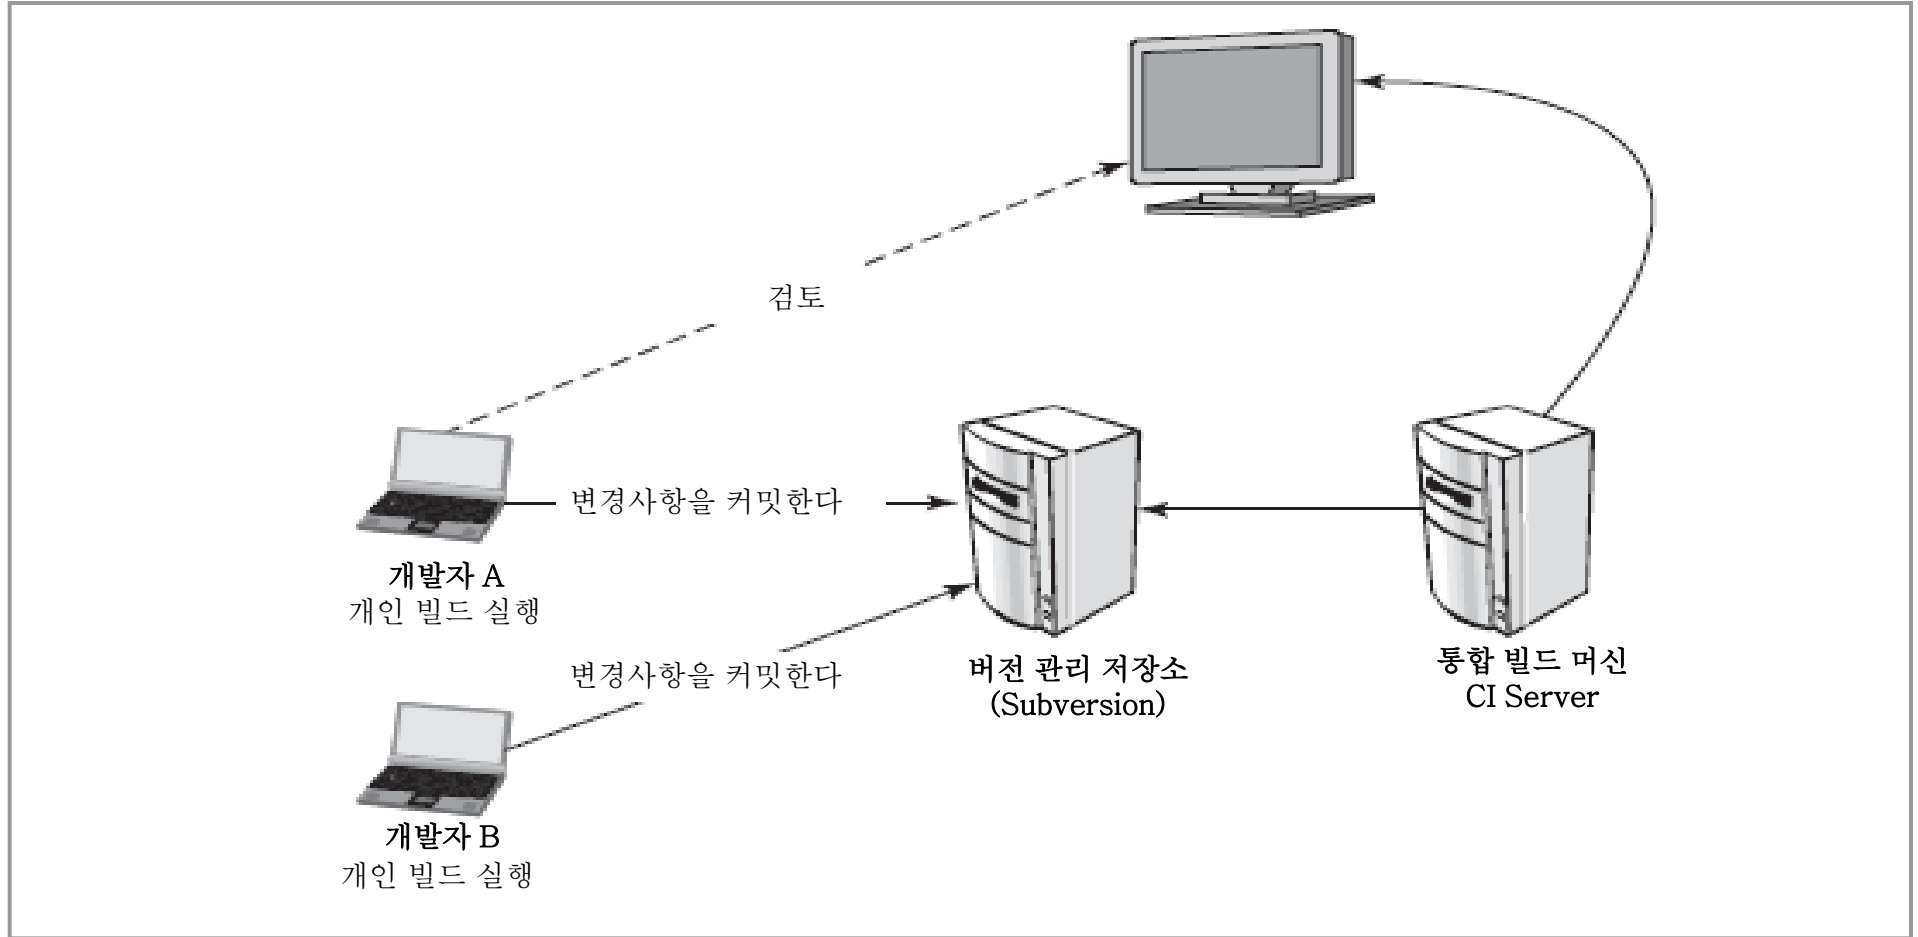 검토
변경사항을 커밋한다
개발자 A
개인 빌드 실행
변경사항을 커밋한다
버전 관리 저장소
(Subversion)
통합 빌드 머신
CI Server
개발자 B
개인 빌드 실행